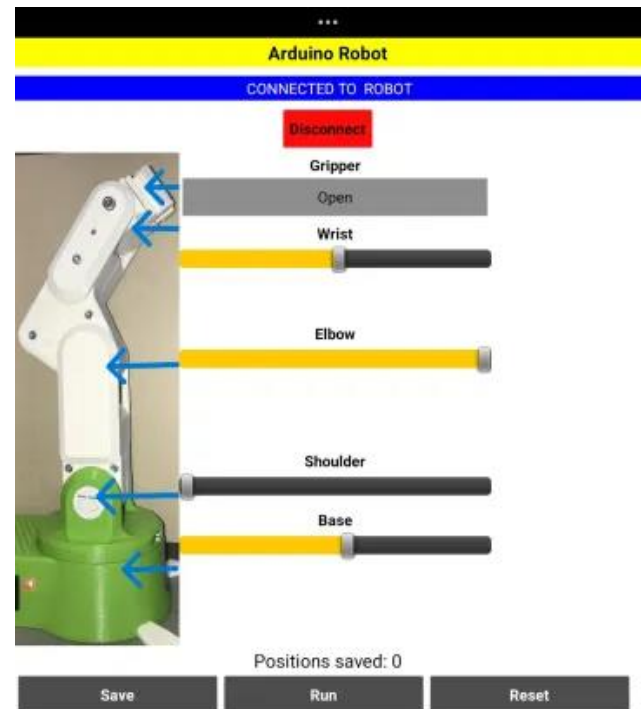 Arduino Robot
CONNECTED TO ROBOT
Disconnect
Gripper
Open
Wrist
Elbow
Shoulder
Base
Positions saved: 0
Save Run Reset